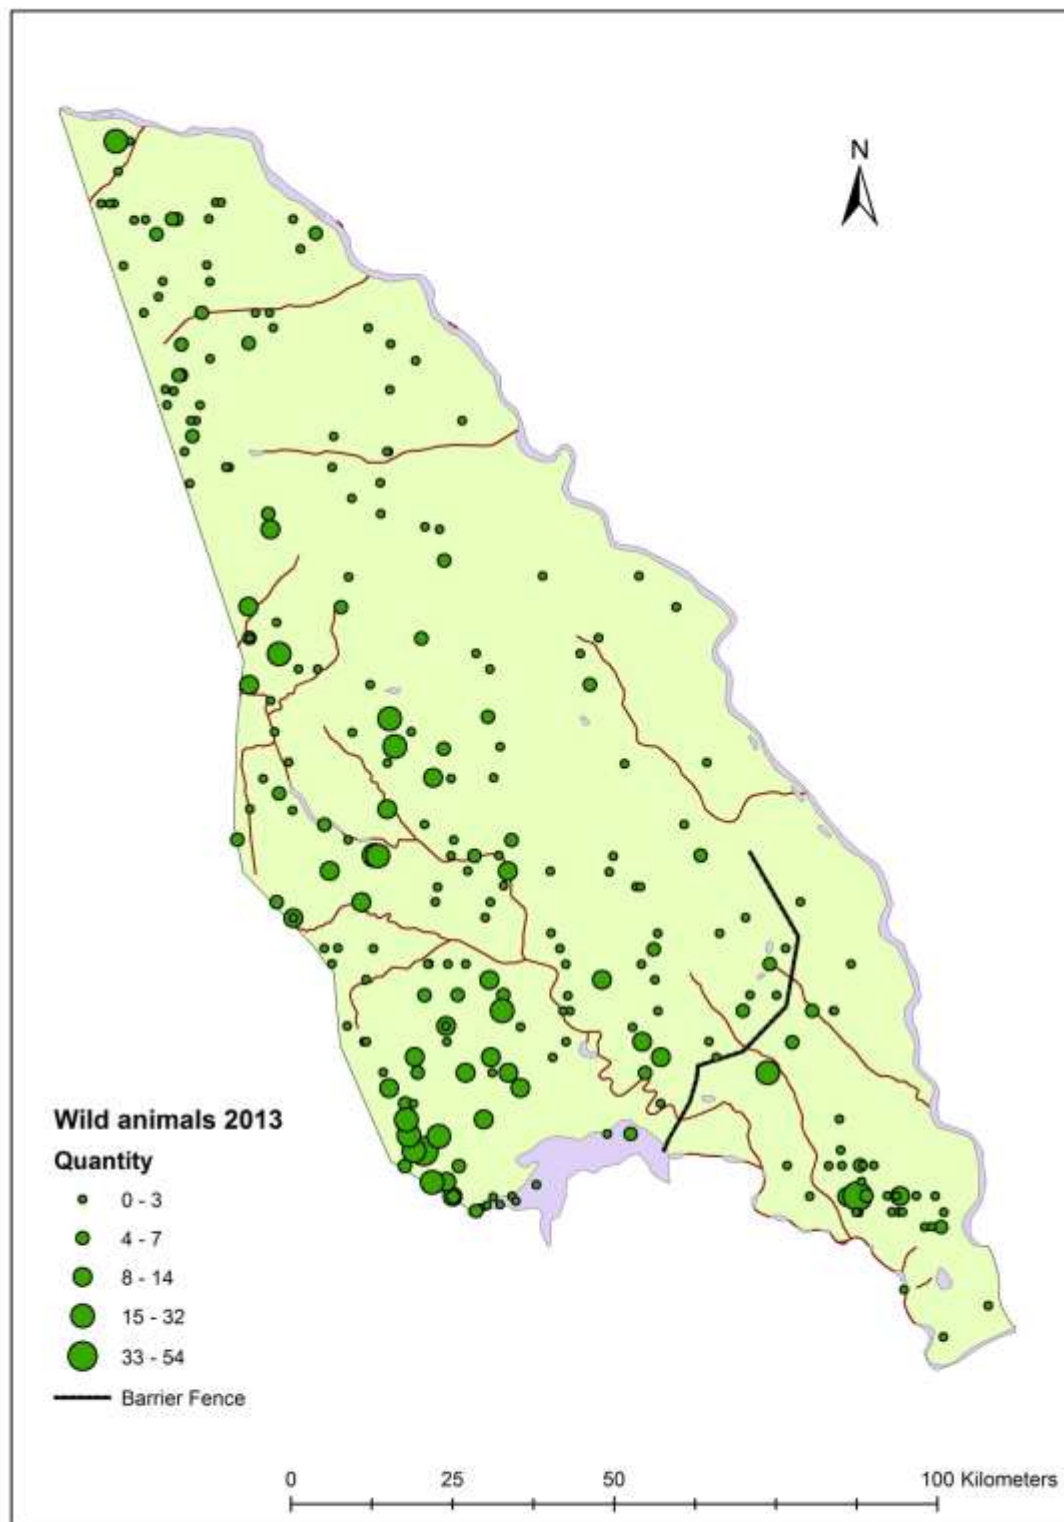 N
Wild animals 2013
Quantity
0 - 3
4 - 7
8 - 14
15 - 32
33 - 54
Barrier Fence
0 25 50 100 Kilometers